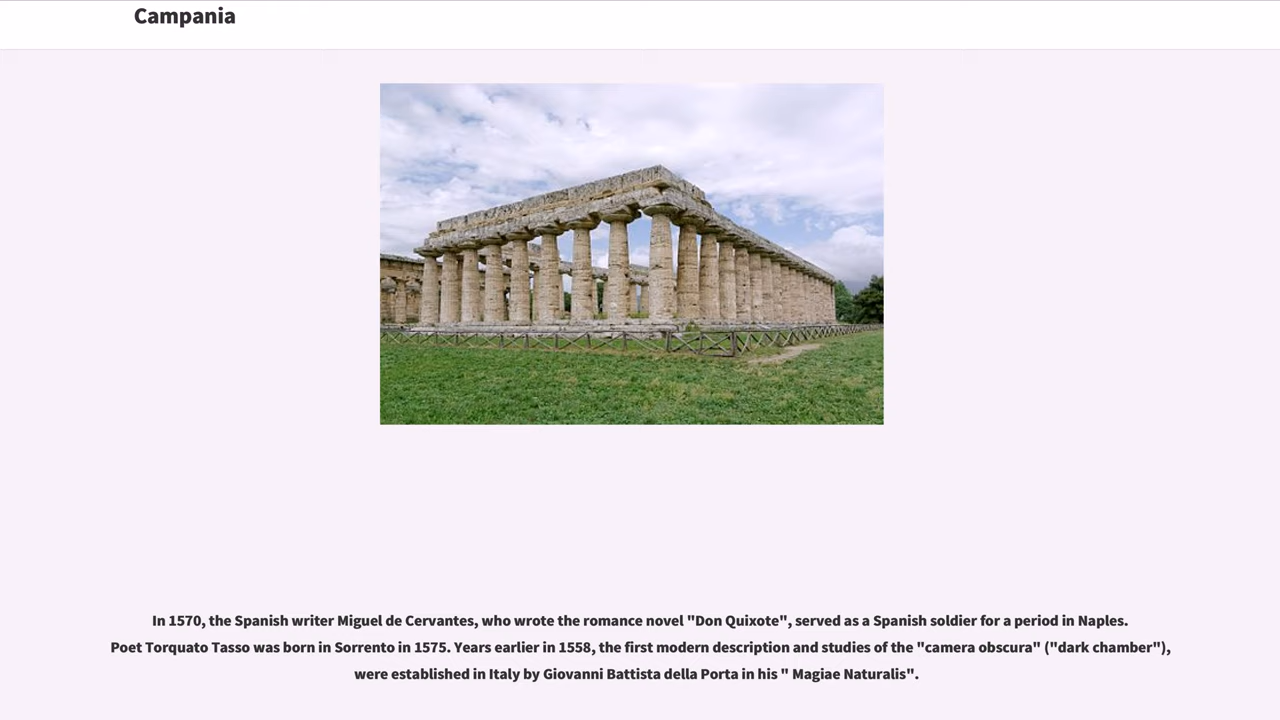 Campania
In 1570, the Spanish writer Miguel de Cervantes, who wrote the romance novel "Don Quixote", served as a Spanish soldier for a period in Naples.
Poet Torquato Tasso was born in Sorrento in 1575. Years earlier in 1558, the first modern description and studies of the "camera obscura" ("dark chamber"),
were established in Italy by Giovanni Battista della Porta in his " Magiae Naturalis".